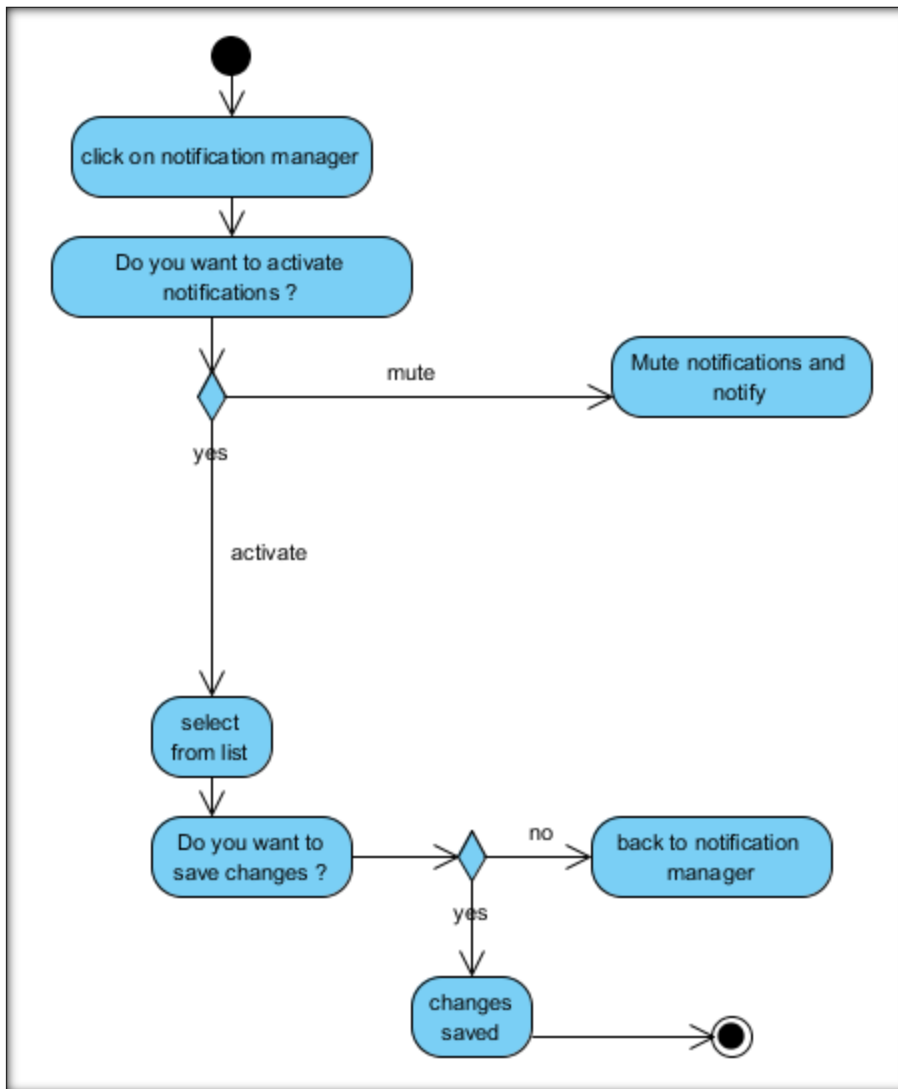 click on notification manager
Do you want to activate
notifications ?
mute
Mute notifications and
notify
yes
activate
select
from list
Do you want to
save changes ?
no
back to notification
manager
yes
changes
saved